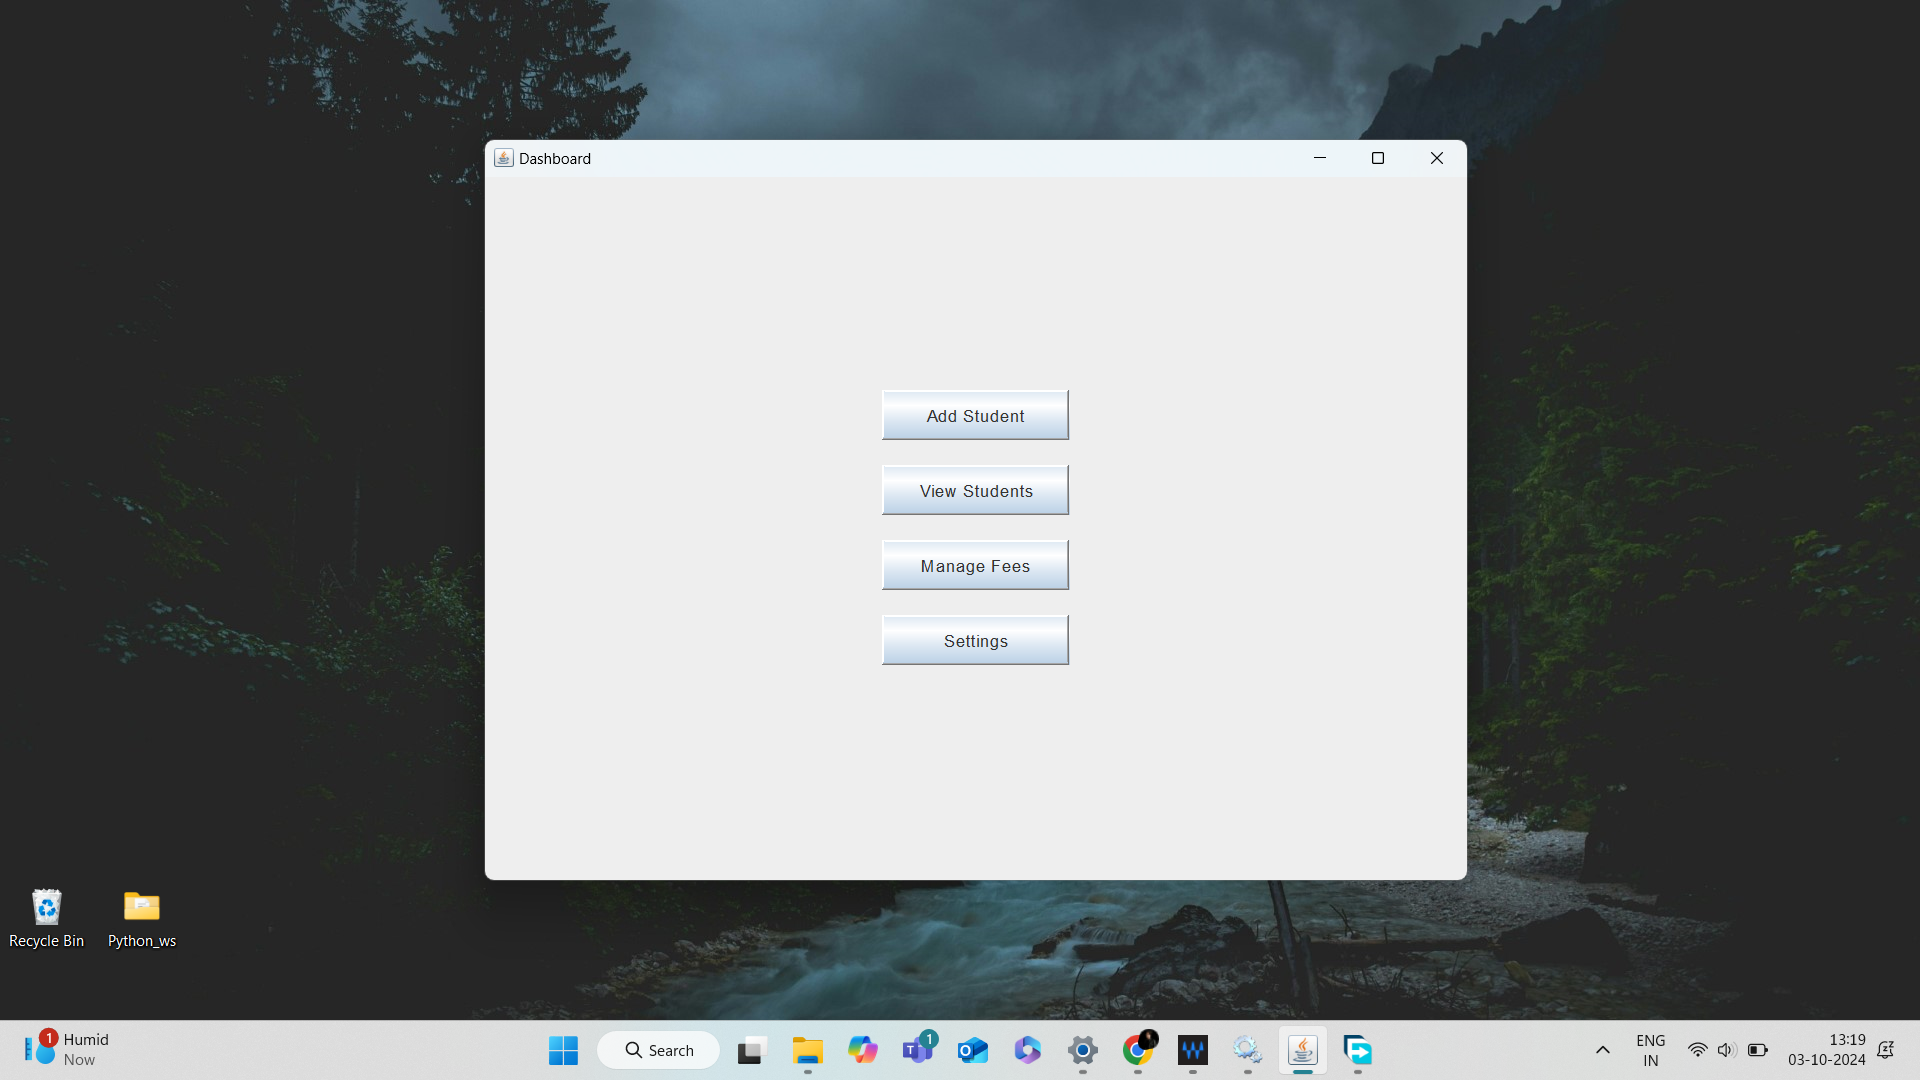 Dashboard
Add Student
View Students
Manage Fees
Settings
Recycle Bin
Python_ws
1
Humid
Now
Search
1
ENG
IN
13:19
03-10-2024